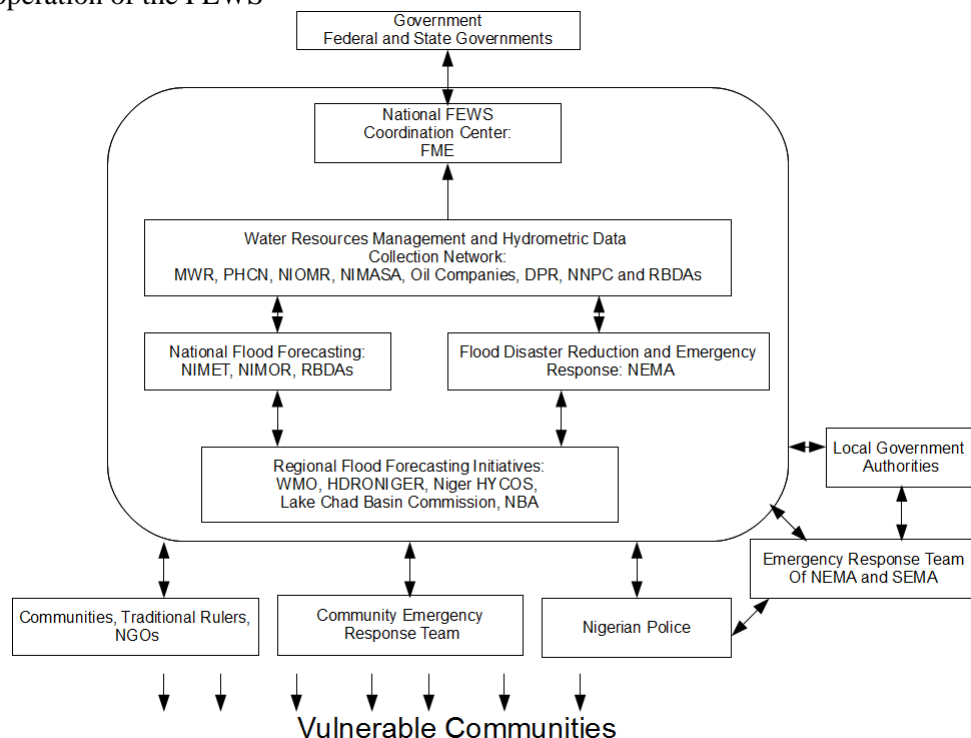 operation of the FEWS
Government
Federal and State Governments
National FEWS
Coordination Center:
FME
Water Resources Management and Hydrometric Data
Collection Network:
MWR, PHCN, NIOMR, NIMASA, Oil Companies, DPR, NNPC and RBDAs
National Flood Forecasting:
NIMET, NIMOR, RBDAs
Flood Disaster Reduction and Emergency
Response: NEMA
Regional Flood Forecasting Initiatives:
WMO, HDRONIGER, Niger HYCOS,
Lake Chad Basin Commission, NBA
Local Government
Authorities
Emergency Response Team
Of NEMA and SEMA
Communities, Traditional Rulers,
NGOs
Community Emergency
Response Team
Nigerian Police
Vulnerable Communities